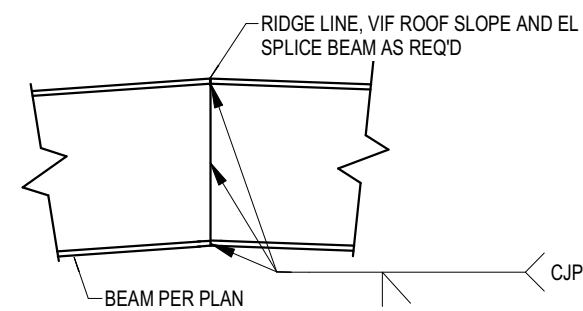 RIDGE LINE, VIF ROOF SLOPE AND EL
SPLICE BEAM AS REQ'D
CJP
BEAM PER PLAN